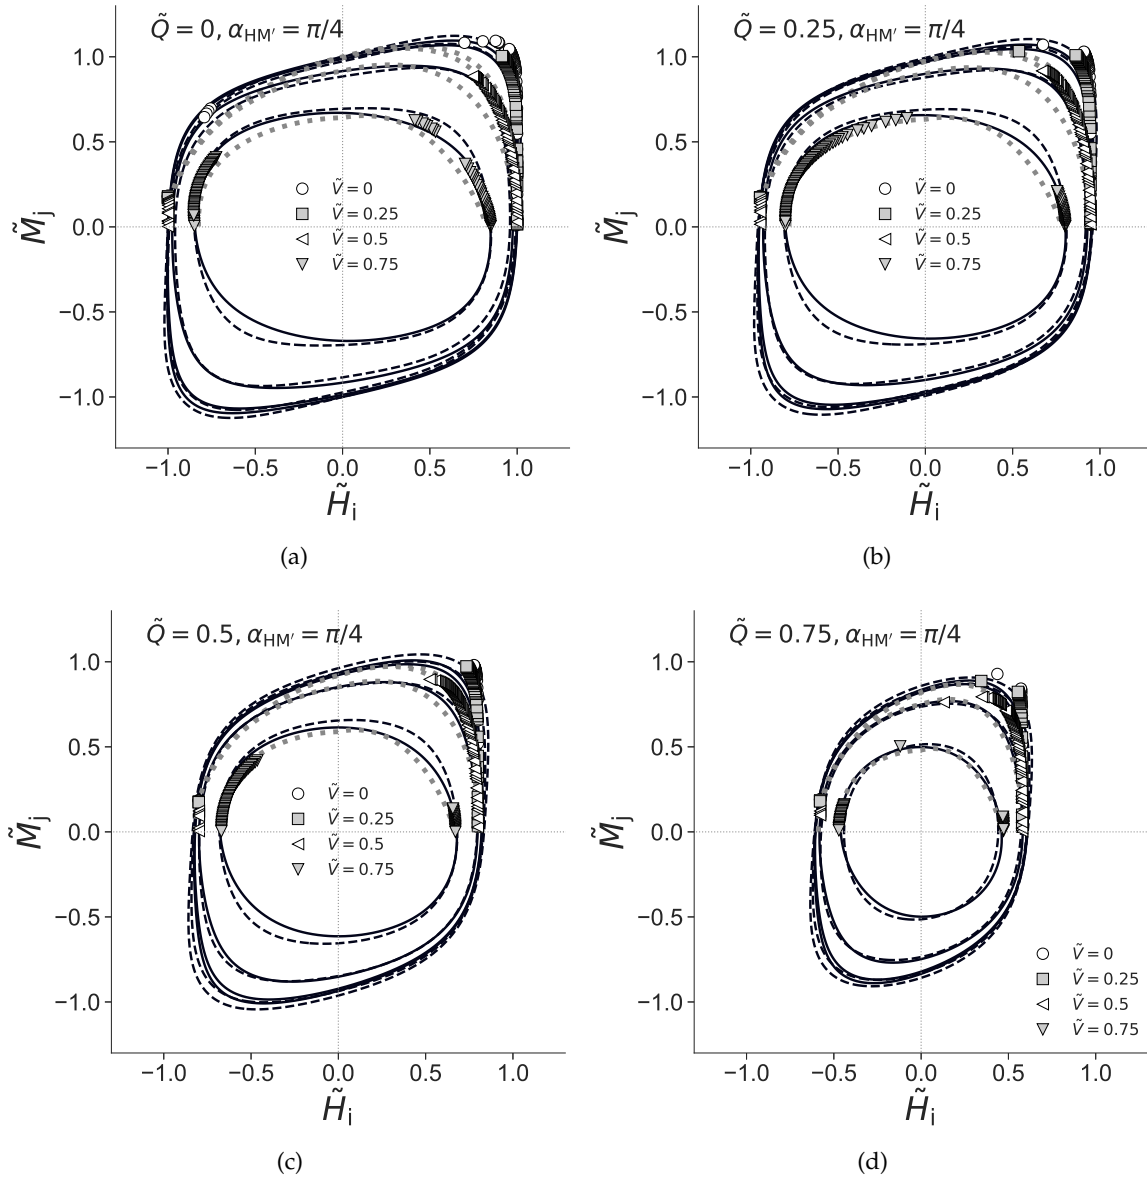 Q̃ = 0, α_HM′ = π/4
1.0
0.5
0.0
−0.5
−1.0
M̃_j
Ṽ = 0
Ṽ = 0.25
Ṽ = 0.5
Ṽ = 0.75
−1.0 −0.5 0.0 0.5 1.0
H̃_i
(a)
Q̃ = 0.25, α_HM′ = π/4
1.0
0.5
0.0
−0.5
−1.0
M̃_j
Ṽ = 0
Ṽ = 0.25
Ṽ = 0.5
Ṽ = 0.75
−1.0 −0.5 0.0 0.5 1.0
H̃_i
(b)
Q̃ = 0.5, α_HM′ = π/4
1.0
0.5
0.0
−0.5
−1.0
M̃_j
Ṽ = 0
Ṽ = 0.25
Ṽ = 0.5
Ṽ = 0.75
−1.0 −0.5 0.0 0.5 1.0
H̃_i
(c)
Q̃ = 0.75, α_HM′ = π/4
1.0
0.5
0.0
−0.5
−1.0
M̃_j
Ṽ = 0
Ṽ = 0.25
Ṽ = 0.5
Ṽ = 0.75
−1.0 −0.5 0.0 0.5 1.0
H̃_i
(d)